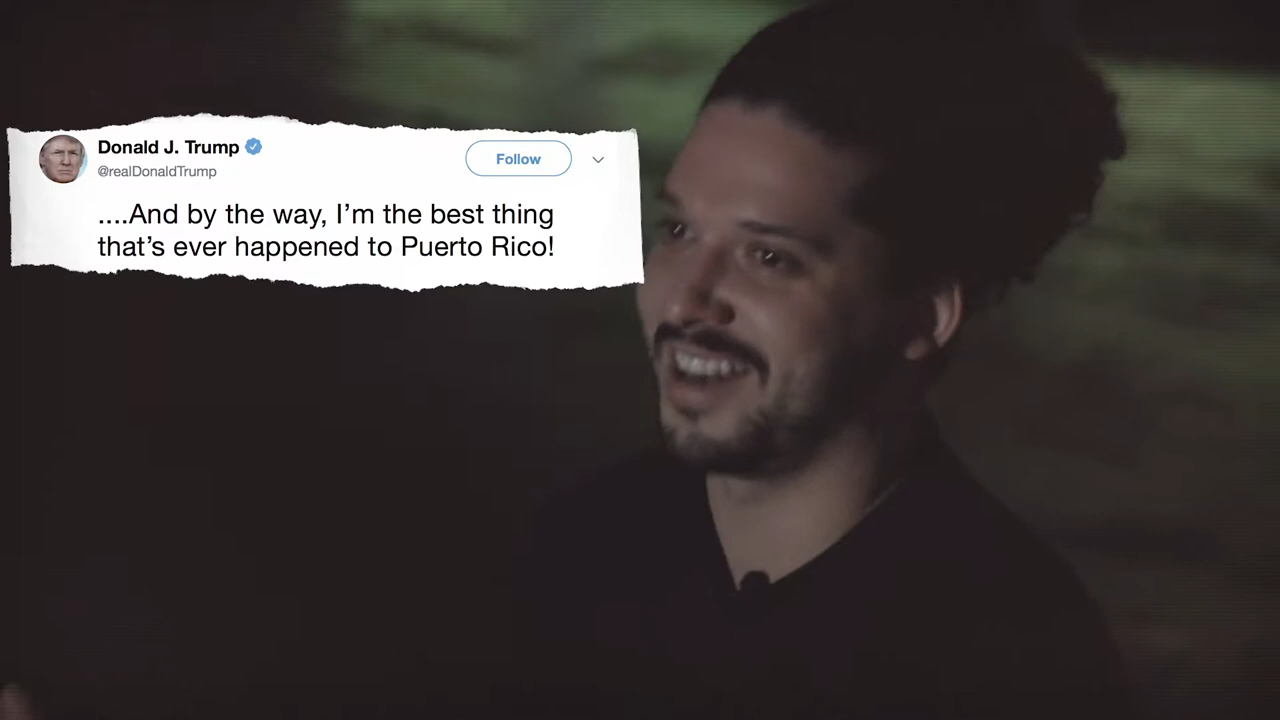 Donald J. Trump
@realDonaldTrump
Follow
....And by the way, I'm the best thing
that's ever happened to Puerto Rico!